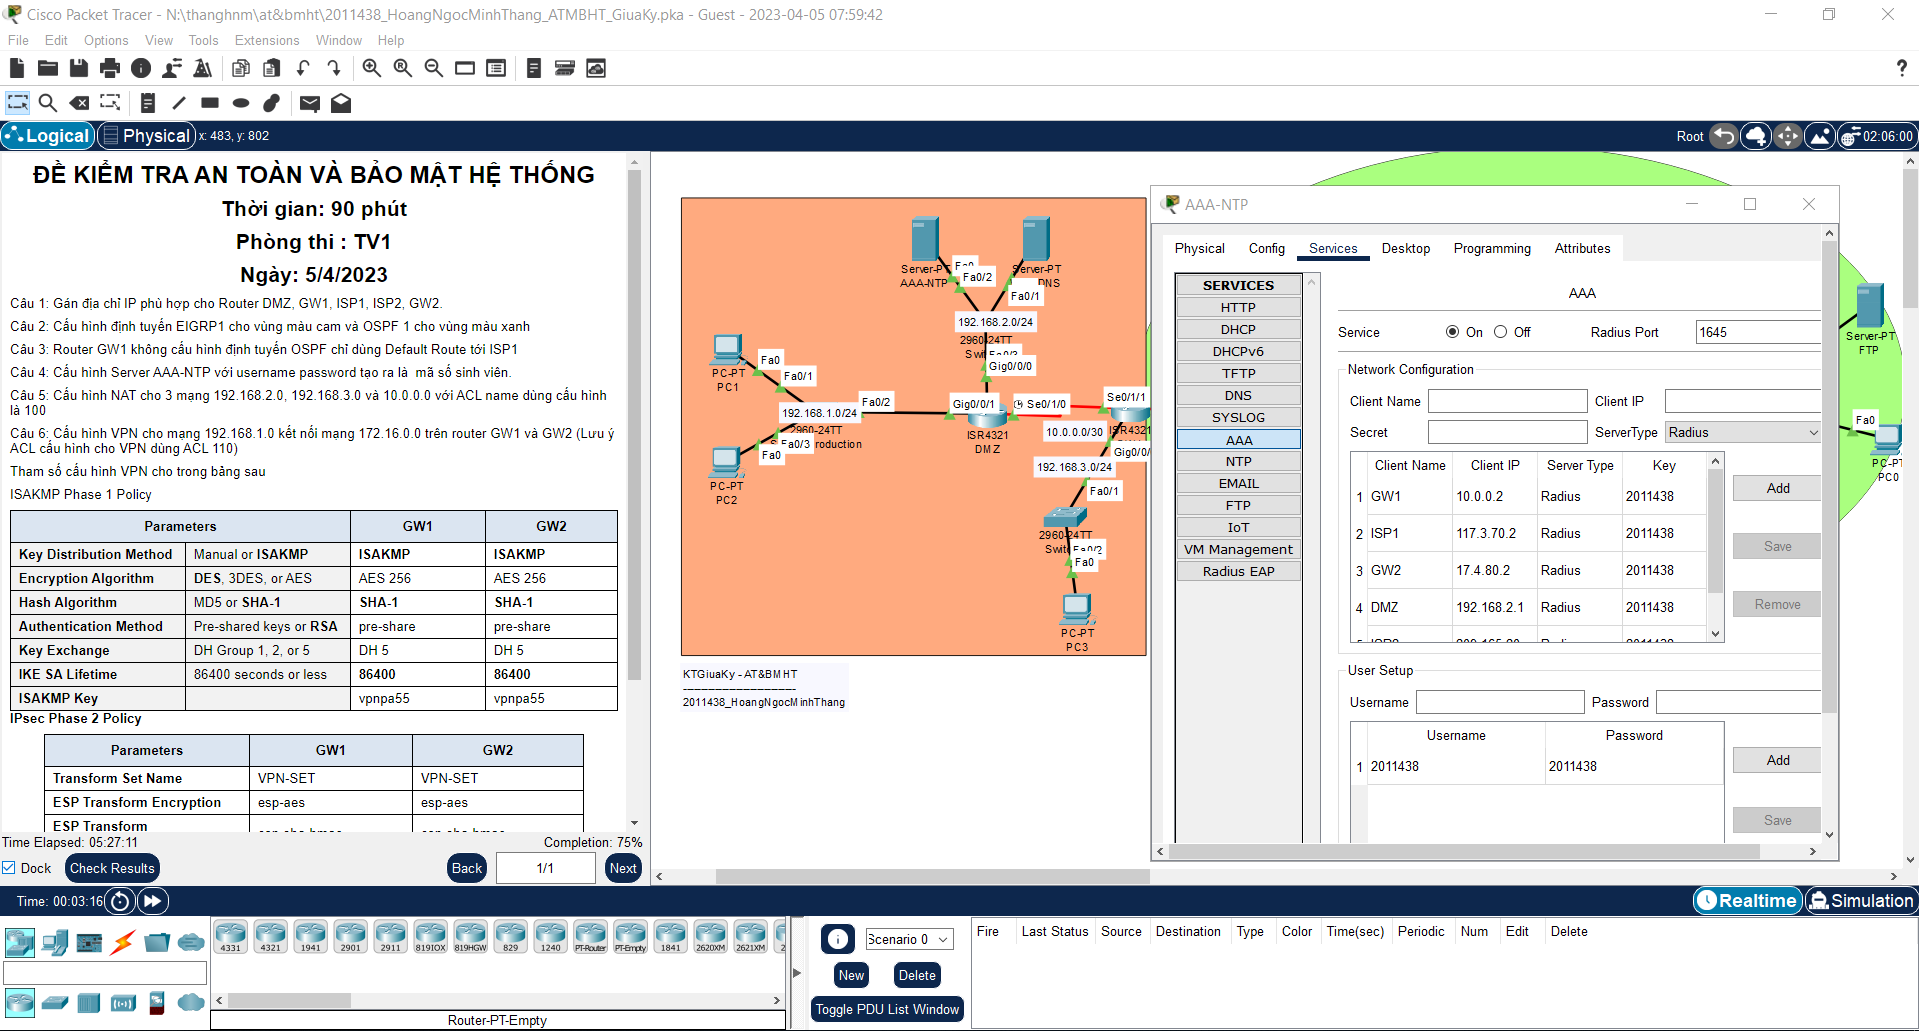 Cisco Packet Tracer - N:\thanghnm\at&bmht\2011438_HoangNgocMinhThang_ATMBHT_GiuaKy.pka - Guest - 2023-04-05 07:59:42
File Edit Options View Tools Extensions Window Help
?
Logical Physical x: 483, y: 802
Root 02:06:00
ĐỀ KIỂM TRA AN TOÀN VÀ BẢO MẬT HỆ THỐNG
Thời gian: 90 phút
Phòng thi : TV1
Ngày: 5/4/2023
Câu 1: Gán địa chỉ IP phù hợp cho Router DMZ, GW1, ISP1, ISP2, GW2.
Câu 2: Cấu hình định tuyến EIGRP1 cho vùng màu cam và OSPF 1 cho vùng màu xanh
Câu 3: Router GW1 không cấu hình định tuyến OSPF chỉ dùng Default Route tới ISP1
Câu 4: Cấu hình Server AAA-NTP với username password tạo ra là mã số sinh viên.
Câu 5: Cấu hình NAT cho 3 mạng 192.168.2.0, 192.168.3.0 và 10.0.0.0 với ACL name dùng cấu hình
là 100
Câu 6: Cấu hình VPN cho mạng 192.168.1.0 kết nối mạng 172.16.0.0 trên router GW1 và GW2 (Lưu ý
ACL cấu hình cho VPN dùng ACL 110)
Tham số cấu hình VPN cho trong bảng sau
ISAKMP Phase 1 Policy
Parameters GW1 GW2
Key Distribution Method Manual or ISAKMP ISAKMP ISAKMP
Encryption Algorithm DES, 3DES, or AES AES 256 AES 256
Hash Algorithm MD5 or SHA-1 SHA-1 SHA-1
Authentication Method Pre-shared keys or RSA pre-share pre-share
Key Exchange DH Group 1, 2, or 5 DH 5 DH 5
IKE SA Lifetime 86400 seconds or less 86400 86400
ISAKMP Key vpnpa55 vpnpa55
IPsec Phase 2 Policy
Parameters GW1 GW2
Transform Set Name VPN-SET VPN-SET
ESP Transform Encryption esp-aes esp-aes
ESP Transform
Time Elapsed: 05:27:11 Completion: 75%
Dock Check Results Back 1/1 Next
Server-PT
AAA-NTP
Fa0
Fa0/2
Server-PT
DNS
Fa0/1
192.168.2.0/24
2960-24TT
Gig0/0/0
Fa0
PC-PT
PC1
Fa0/1
Fa0/2
192.168.1.0/24
2960-24TT
Fa0/3
Fa0
PC-PT
PC2
Gig0/0/1
Se0/1/0
ISR4321
DMZ
Se0/1/1
10.0.0.0/30
ISR4321
192.168.3.0/24
Fa0/1
2960-24TT
Fa0/2
Fa0
PC-PT
PC3
KTGiuaKy - AT&BMHT
------------------------------
2011438_HoangNgocMinhThang
AAA-NTP
Physical Config Services Desktop Programming Attributes
SERVICES
HTTP
DHCP
DHCPv6
TFTP
DNS
SYSLOG
AAA
NTP
EMAIL
FTP
IoT
VM Management
Radius EAP
AAA
Service On Off Radius Port 1645
Network Configuration
Client Name Client IP
Secret ServerType Radius
Client Name Client IP Server Type Key
1 GW1 10.0.0.2 Radius 2011438
2 ISP1 117.3.70.2 Radius 2011438
3 GW2 17.4.80.2 Radius 2011438
4 DMZ 192.168.2.1 Radius 2011438
Add
Save
Remove
User Setup
Username Password
Username Password
1 2011438 2011438
Add
Save
Server-PT
FTP
Fa0
PC-PT
PC0
Time: 00:03:16
Realtime Simulation
4331 4321 1941 2901 2911 819IOX 819HGW 829 1240 PT-Router PT-Empty 1841 2620XM 2621XM
Router-PT-Empty
Scenario 0
New Delete
Toggle PDU List Window
Fire Last Status Source Destination Type Color Time(sec) Periodic Num Edit Delete